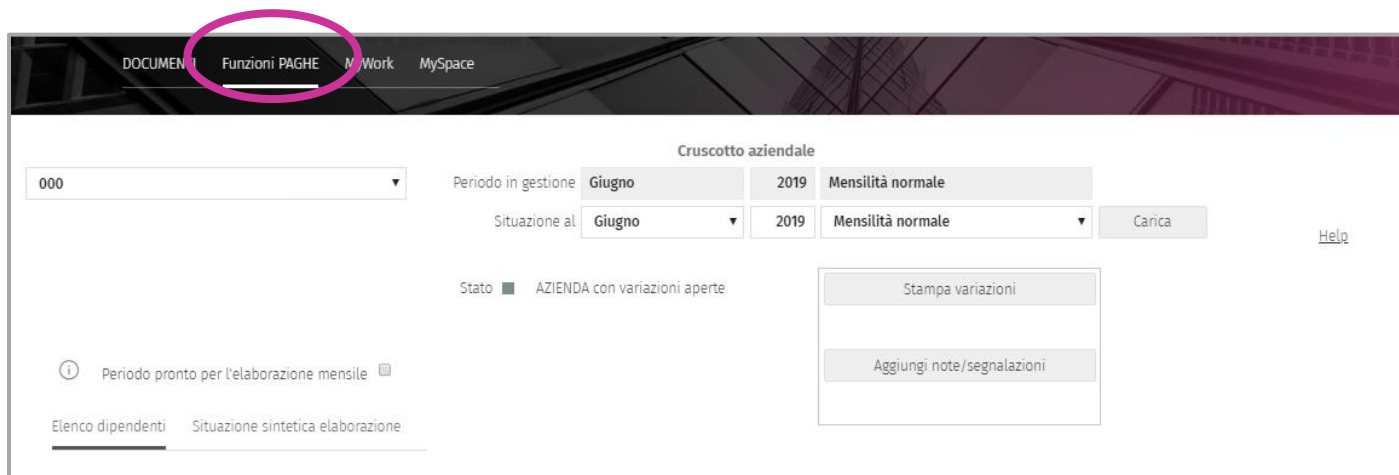 DOCUMENTI Funzioni PAGHE MyWork MySpace
Cruscotto aziendale
000 Periodo in gestione Giugno 2019 Mensilità normale
Situazione al Giugno 2019 Mensilità normale Carica
Help
Stato AZIENDA con variazioni aperte Stampa variazioni
Periodo pronto per l'elaborazione mensile Aggiungi note/segnalazioni
Elenco dipendenti Situazione sintetica elaborazione